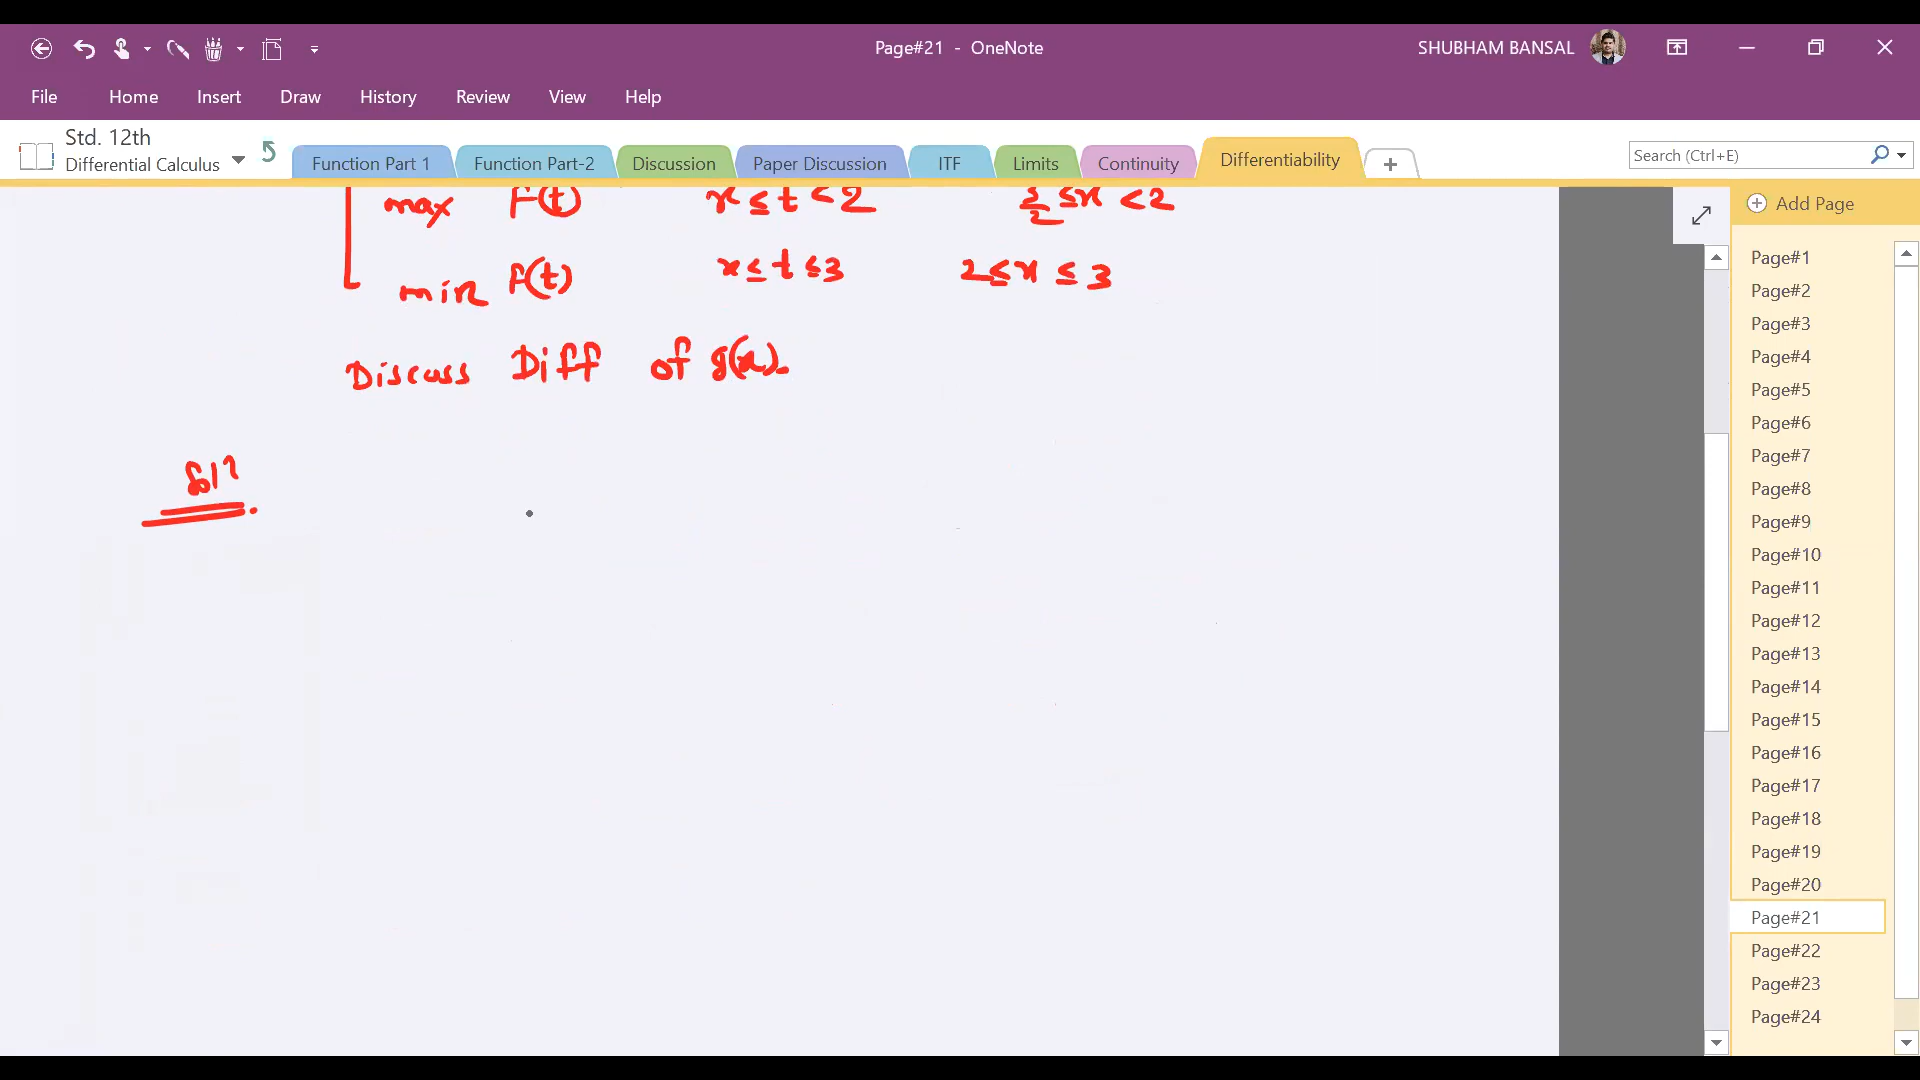 Page#21 - OneNote
SHUBHAM BANSAL
File Home Insert Draw History Review View Help
Std. 12th
Differential Calculus
Function Part 1
Function Part-2
Discussion
Paper Discussion
ITF
Limits
Continuity
Differentiability
Search (Ctrl+E)
Add Page
max F(t) x ≤ t < 2 3/2 ≤ x < 2
min F(t) x ≤ t ≤ 3 2 ≤ x ≤ 3
Discuss Diff of g(x).
Sol?
Page#1
Page#2
Page#3
Page#4
Page#5
Page#6
Page#7
Page#8
Page#9
Page#10
Page#11
Page#12
Page#13
Page#14
Page#15
Page#16
Page#17
Page#18
Page#19
Page#20
Page#21
Page#22
Page#23
Page#24